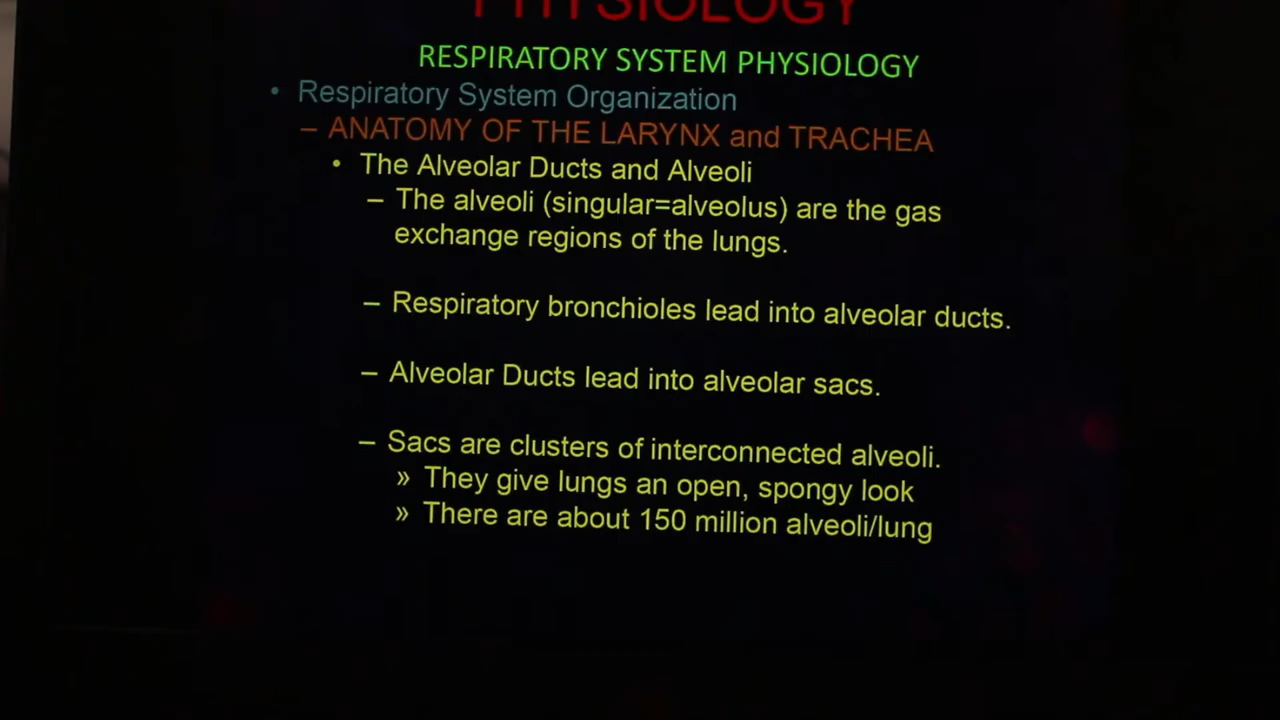 PHYSIOLOGY
RESPIRATORY SYSTEM PHYSIOLOGY
• Respiratory System Organization
– ANATOMY OF THE LARYNX and TRACHEA
• The Alveolar Ducts and Alveoli
– The alveoli (singular=alveolus) are the gas
exchange regions of the lungs.
– Respiratory bronchioles lead into alveolar ducts.
– Alveolar Ducts lead into alveolar sacs.
– Sacs are clusters of interconnected alveoli.
» They give lungs an open, spongy look
» There are about 150 million alveoli/lung